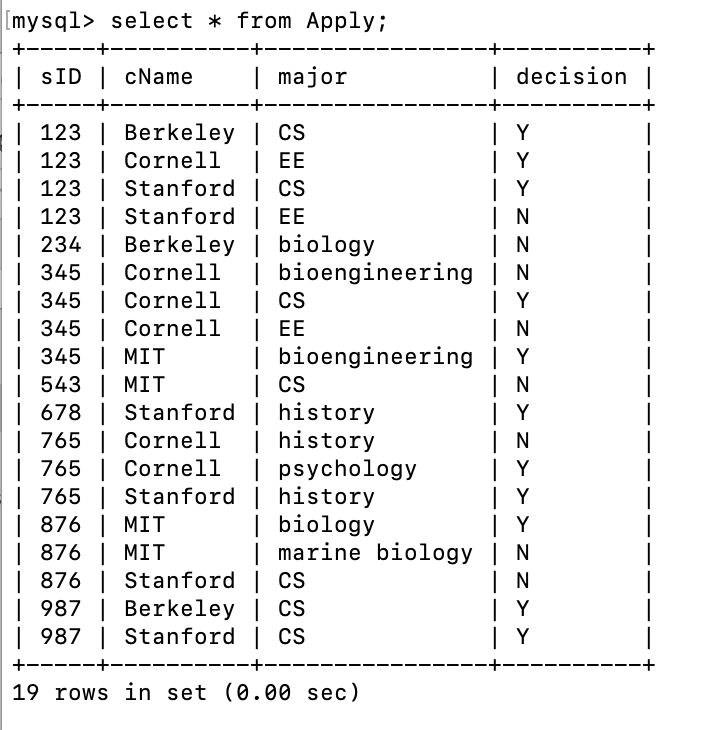 [mysql> select * from Apply;
+-----+----------+----------------+----------+
| sID | cName    | major          | decision |
+-----+----------+----------------+----------+
| 123 | Berkeley | CS             | Y        |
| 123 | Cornell  | EE             | Y        |
| 123 | Stanford | CS             | Y        |
| 123 | Stanford | EE             | N        |
| 234 | Berkeley | biology        | N        |
| 345 | Cornell  | bioengineering | N        |
| 345 | Cornell  | CS             | Y        |
| 345 | Cornell  | EE             | N        |
| 345 | MIT      | bioengineering | Y        |
| 543 | MIT      | CS             | N        |
| 678 | Stanford | history        | Y        |
| 765 | Cornell  | history        | N        |
| 765 | Cornell  | psychology     | Y        |
| 765 | Stanford | history        | Y        |
| 876 | MIT      | biology        | Y        |
| 876 | MIT      | marine biology | N        |
| 876 | Stanford | CS             | N        |
| 987 | Berkeley | CS             | Y        |
| 987 | Stanford | CS             | Y        |
+-----+----------+----------------+----------+
19 rows in set (0.00 sec)